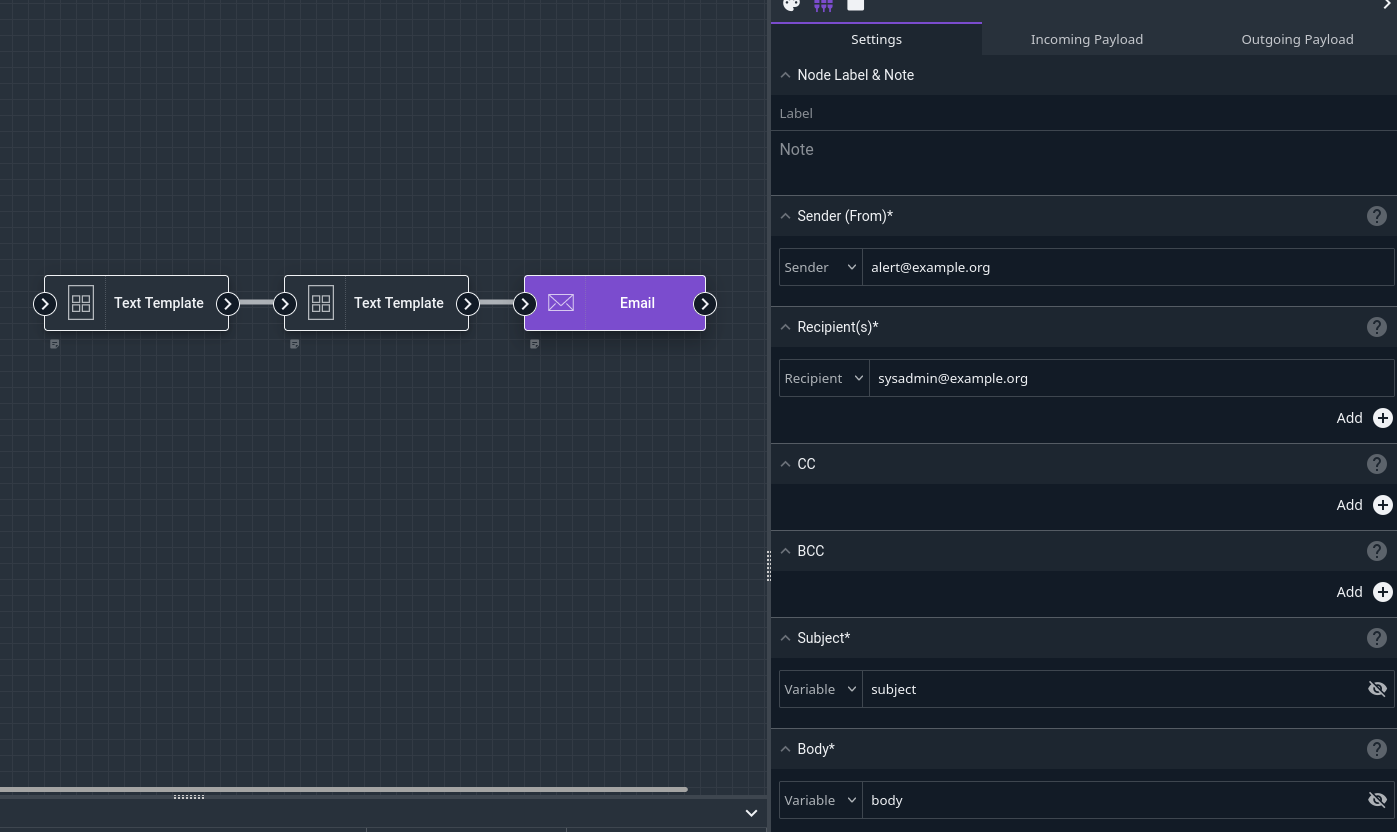 Settings Incoming Payload Outgoing Payload
Node Label & Note
Label
Note
Sender (From)*
Sender alert@example.org
Text Template Text Template Email
Recipient(s)*
Recipient sysadmin@example.org
Add
CC
Add
BCC
Add
Subject*
Variable subject
Body*
Variable body